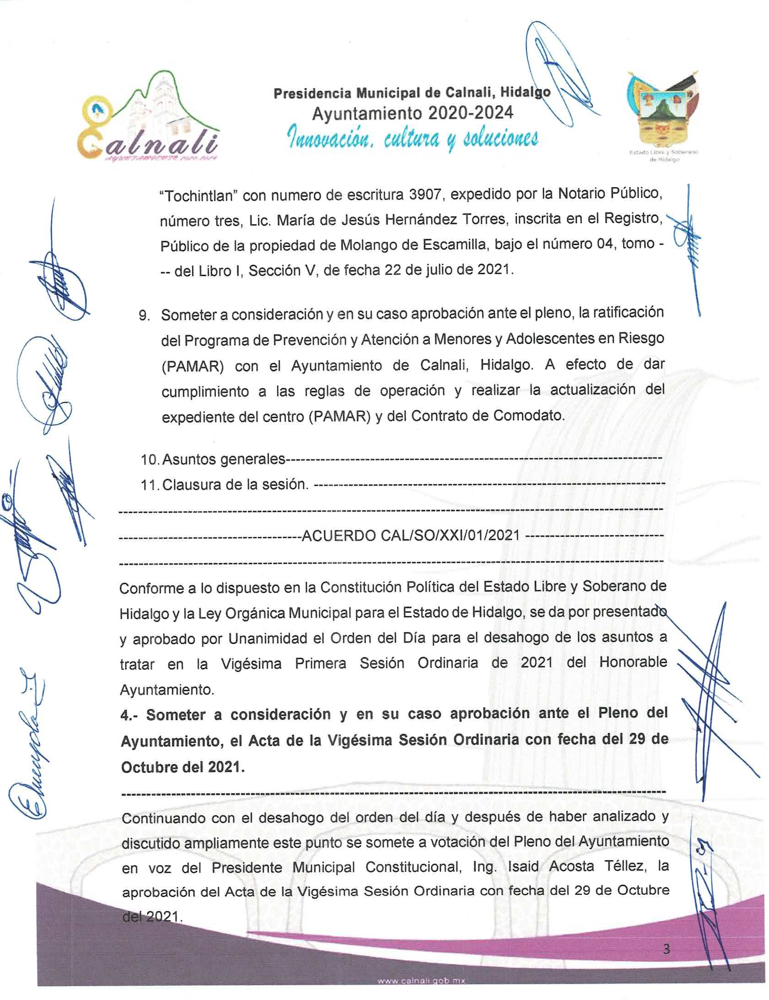 Presidencia Municipal de Calnali, Hidalgo
Ayuntamiento 2020-2024
Innovación, cultura y soluciones
Calnali
AYUNTAMIENTO 2020-2024
Estado Libre y Soberano
de Hidalgo
“Tochintlan” con numero de escritura 3907, expedido por la Notario Público,
número tres, Lic. María de Jesús Hernández Torres, inscrita en el Registro,
Público de la propiedad de Molango de Escamilla, bajo el número 04, tomo -
-- del Libro I, Sección V, de fecha 22 de julio de 2021.
9. Someter a consideración y en su caso aprobación ante el pleno, la ratificación
del Programa de Prevención y Atención a Menores y Adolescentes en Riesgo
(PAMAR) con el Ayuntamiento de Calnali, Hidalgo. A efecto de dar
cumplimiento a las reglas de operación y realizar la actualización del
expediente del centro (PAMAR) y del Contrato de Comodato.
10. Asuntos generales----------------------------------------------------------------------------
11. Clausura de la sesión. -----------------------------------------------------------------------
--------------------------------------------------------------------------------------------------------------
-------------------------------------ACUERDO CAL/SO/XXI/01/2021 ----------------------------
--------------------------------------------------------------------------------------------------------------
Conforme a lo dispuesto en la Constitución Política del Estado Libre y Soberano de
Hidalgo y la Ley Orgánica Municipal para el Estado de Hidalgo, se da por presentado
y aprobado por Unanimidad el Orden del Día para el desahogo de los asuntos a
tratar en la Vigésima Primera Sesión Ordinaria de 2021 del Honorable
Ayuntamiento.
4.- Someter a consideración y en su caso aprobación ante el Pleno del
Ayuntamiento, el Acta de la Vigésima Sesión Ordinaria con fecha del 29 de
Octubre del 2021.
--------------------------------------------------------------------------------------------------------------
Continuando con el desahogo del orden del día y después de haber analizado y
discutido ampliamente este punto se somete a votación del Pleno del Ayuntamiento
en voz del Presidente Municipal Constitucional, Ing. Isaid Acosta Téllez, la
aprobación del Acta de la Vigésima Sesión Ordinaria con fecha del 29 de Octubre
del 2021.
3
www.calnali.gob.mx